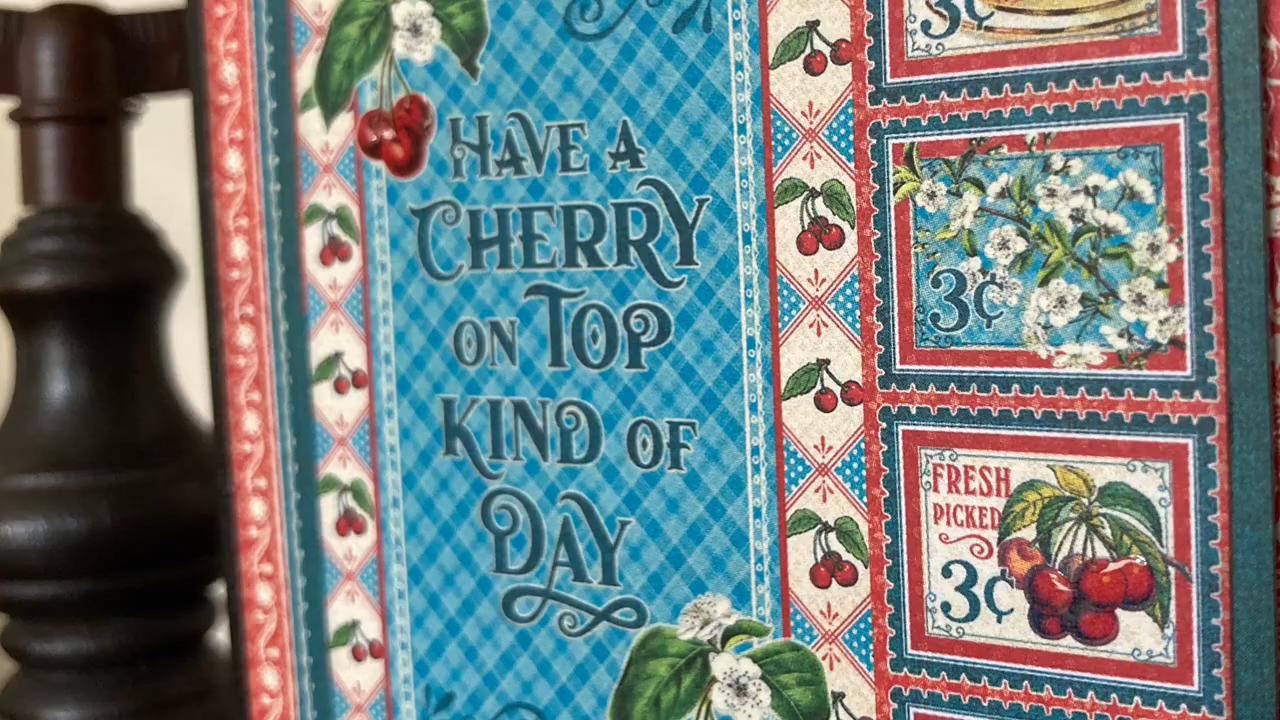 HAVE A
CHERRY
ON TOP
KIND OF
DAY
3¢
3¢
FRESH
PICKED
3¢